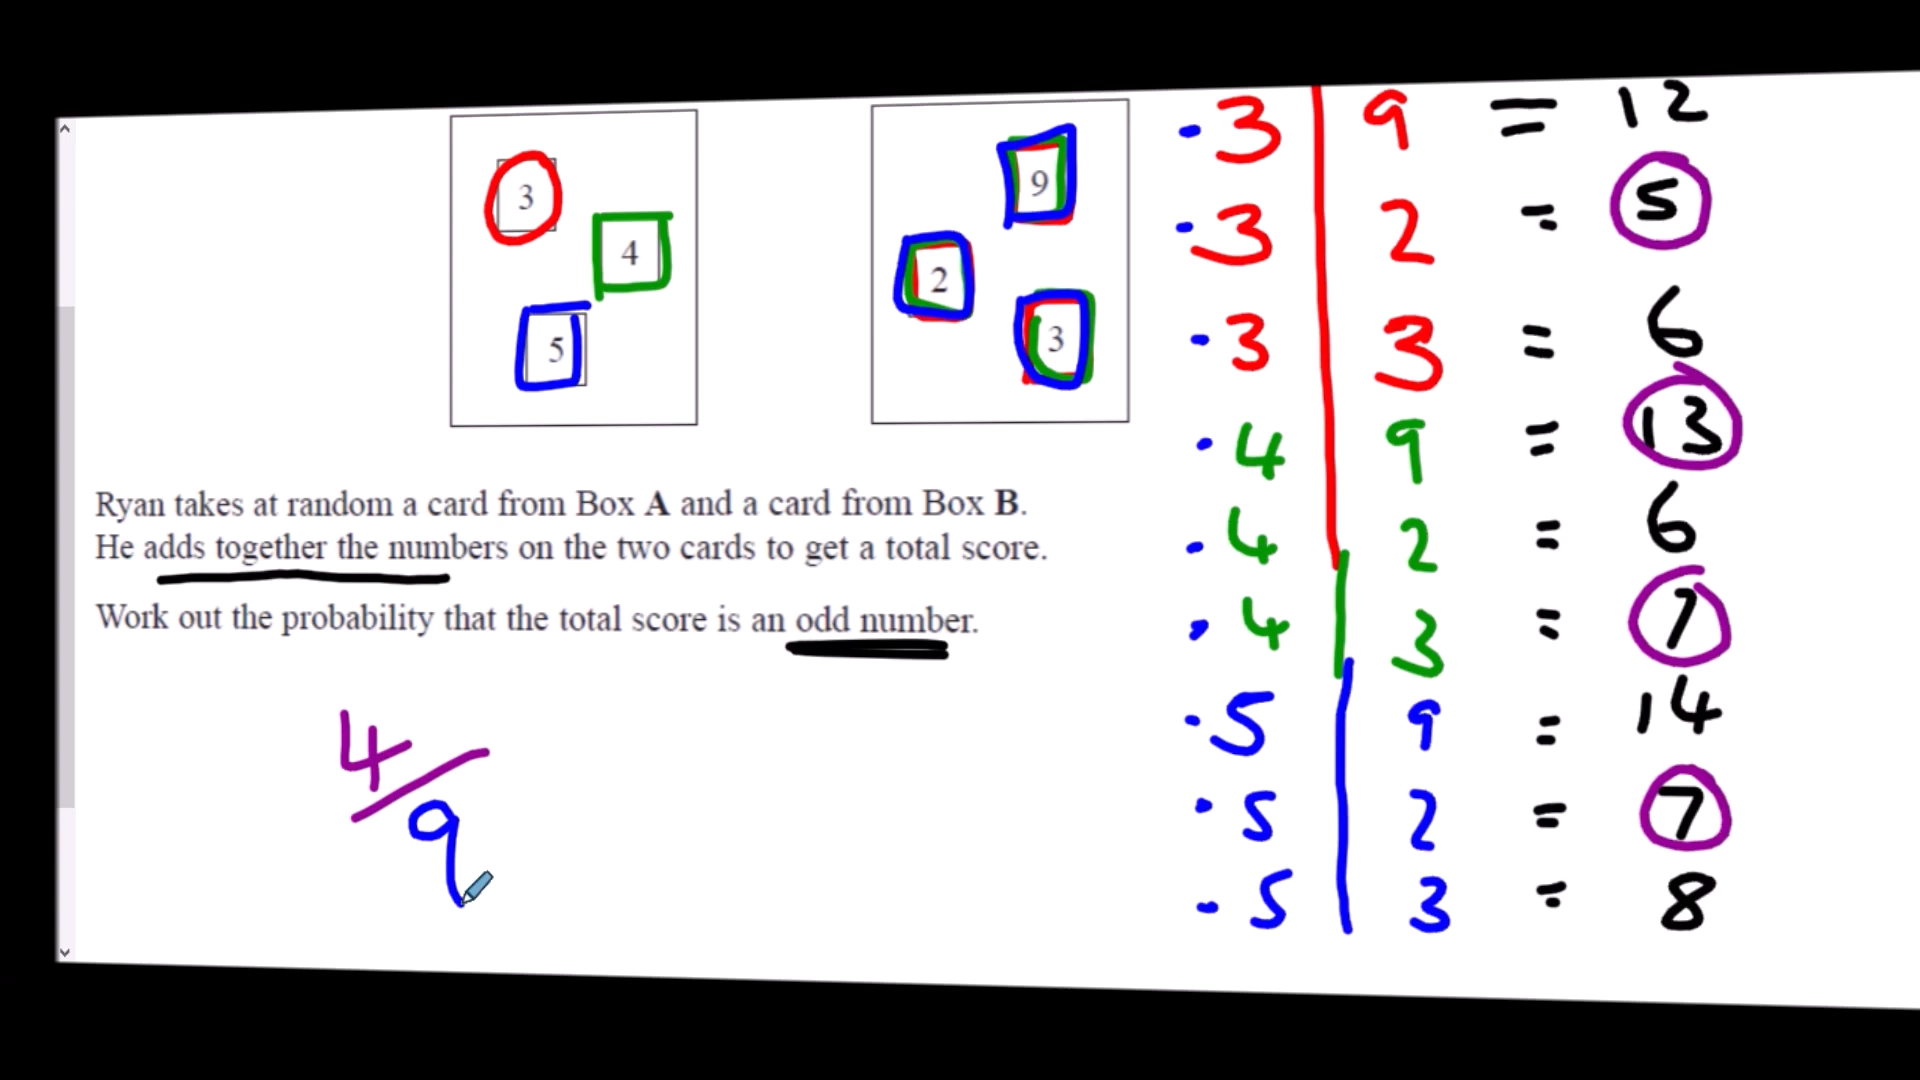 3
4
5
9
2
3
Ryan takes at random a card from Box A and a card from Box B.
He adds together the numbers on the two cards to get a total score.
Work out the probability that the total score is an odd number.
4/9
· 3 | 9 = 12
· 3 | 2 = 5
· 3 | 3 = 6
· 4 | 9 = 13
· 4 | 2 = 6
· 4 | 3 = 7
· 5 | 9 = 14
· 5 | 2 = 7
· 5 | 3 = 8